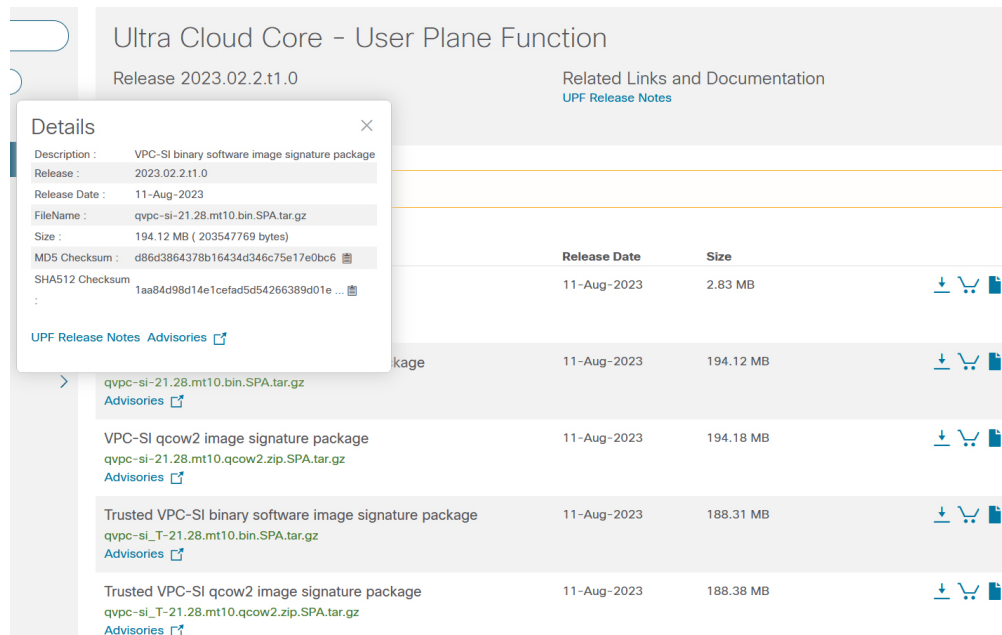 Ultra Cloud Core - User Plane Function
Release 2023.02.2.t1.0
Related Links and Documentation
UPF Release Notes
Details
Description : VPC-SI binary software image signature package
Release : 2023.02.2.t1.0
Release Date : 11-Aug-2023
FileName : qvpc-si-21.28.mt10.bin.SPA.tar.gz
Size : 194.12 MB ( 203547769 bytes)
MD5 Checksum : d86d3864378b16434d346c75e17e0bc6
SHA512 Checksum
: 1aa84d98d14e1cefad5d54266389d01e ...
UPF Release Notes Advisories
Release Date Size
11-Aug-2023 2.83 MB
kage 11-Aug-2023 194.12 MB
qvpc-si-21.28.mt10.bin.SPA.tar.gz
Advisories
VPC-SI qcow2 image signature package 11-Aug-2023 194.18 MB
qvpc-si-21.28.mt10.qcow2.zip.SPA.tar.gz
Advisories
Trusted VPC-SI binary software image signature package 11-Aug-2023 188.31 MB
qvpc-si_T-21.28.mt10.bin.SPA.tar.gz
Advisories
Trusted VPC-SI qcow2 image signature package 11-Aug-2023 188.38 MB
qvpc-si_T-21.28.mt10.qcow2.zip.SPA.tar.gz
Advisories